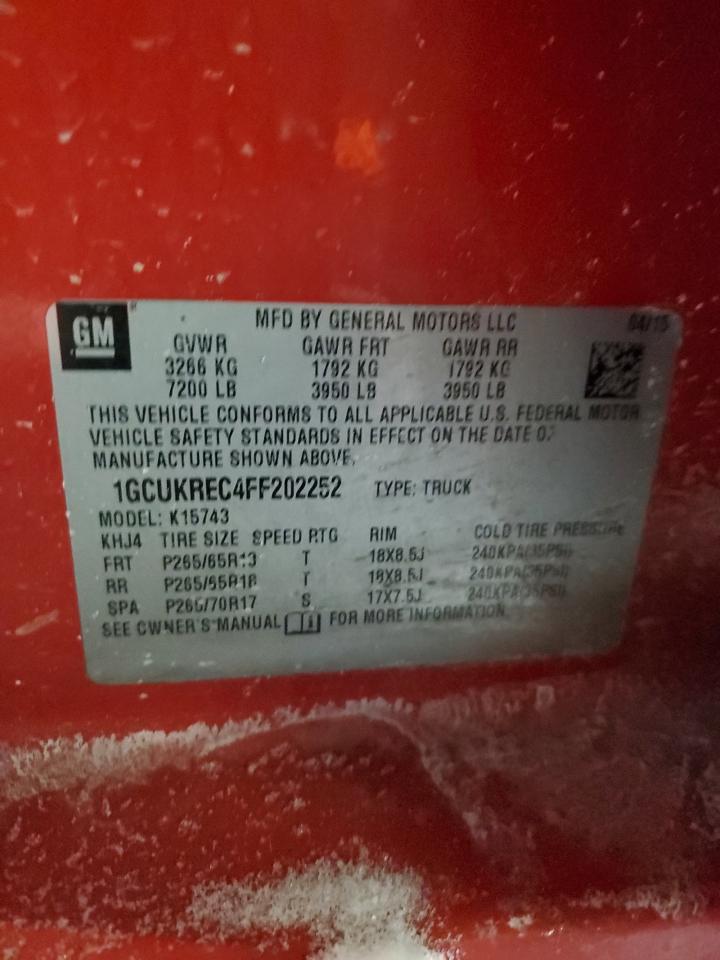 GM
MFD BY GENERAL MOTORS LLC 04/15
GVWR GAWR FRT GAWR RR
3266 KG 1792 KG 1792 KG
7200 LB 3950 LB 3950 LB
THIS VEHICLE CONFORMS TO ALL APPLICABLE U.S. FEDERAL MOTOR
VEHICLE SAFETY STANDARDS IN EFFECT ON THE DATE OF
MANUFACTURE SHOWN ABOVE.
1GCUKREC4FF202252 TYPE: TRUCK
MODEL: K15743
KHJ4 TIRE SIZE SPEED RTG RIM COLD TIRE PRESSURE
FRT P265/65R18 T 18X8.5J 240KPA(35PSI)
RR P265/65R18 T 18X8.5J 240KPA(35PSI)
SPA P265/70R17 S 17X7.5J 240KPA(35PSI)
SEE OWNER'S MANUAL FOR MORE INFORMATION